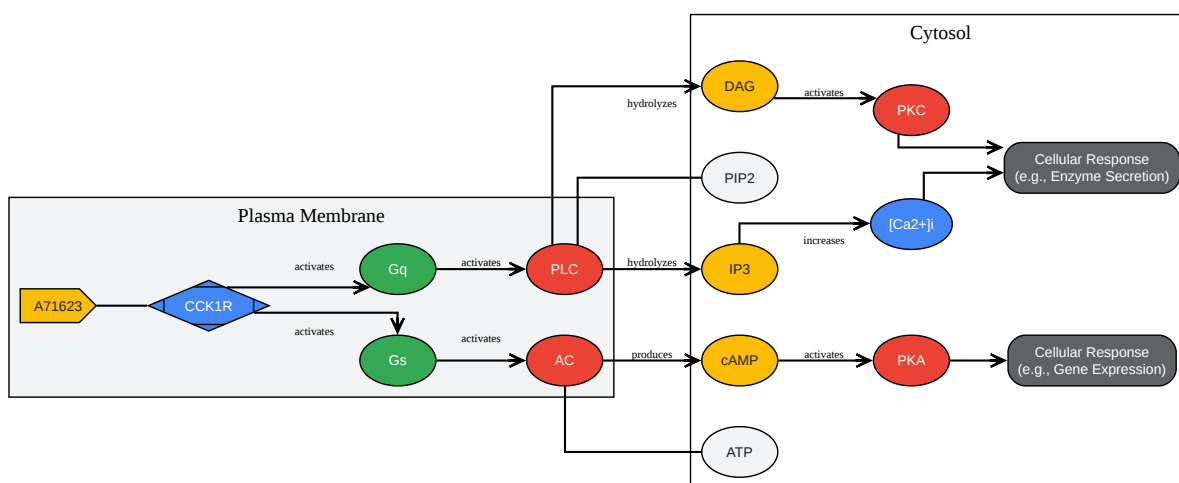 Cytosol
DAG
activates
PKC
hydrolyzes
Cellular Response
(e.g., Enzyme Secretion)
PIP2
Plasma Membrane
[Ca2+]i
increases
activates
Gq
activates
PLC
hydrolyzes
IP3
A71623
CCK1R
activates
Gs
activates
AC
produces
cAMP
activates
PKA
Cellular Response
(e.g., Gene Expression)
ATP